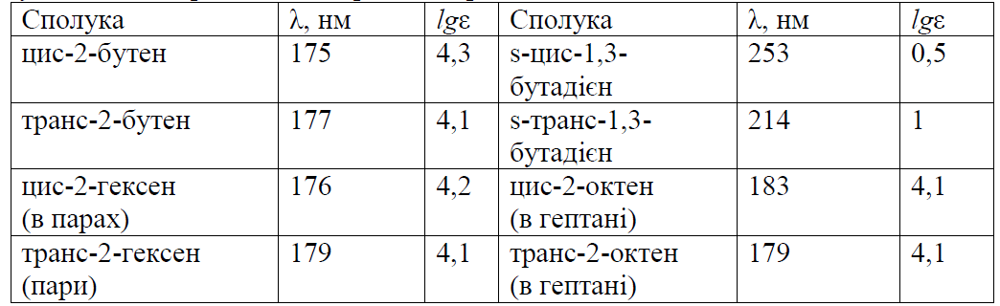 Сполука λ, нм lgε Сполука λ, нм lgε
цис-2-бутен 175 4,3 s-цис-1,3- 253 0,5
бутадієн
транс-2-бутен 177 4,1 s-транс-1,3- 214 1
бутадієн
цис-2-гексен 176 4,2 цис-2-октен 183 4,1
(в парах) (в гептані)
транс-2-гексен 179 4,1 транс-2-октен 179 4,1
(пари) (в гептані)